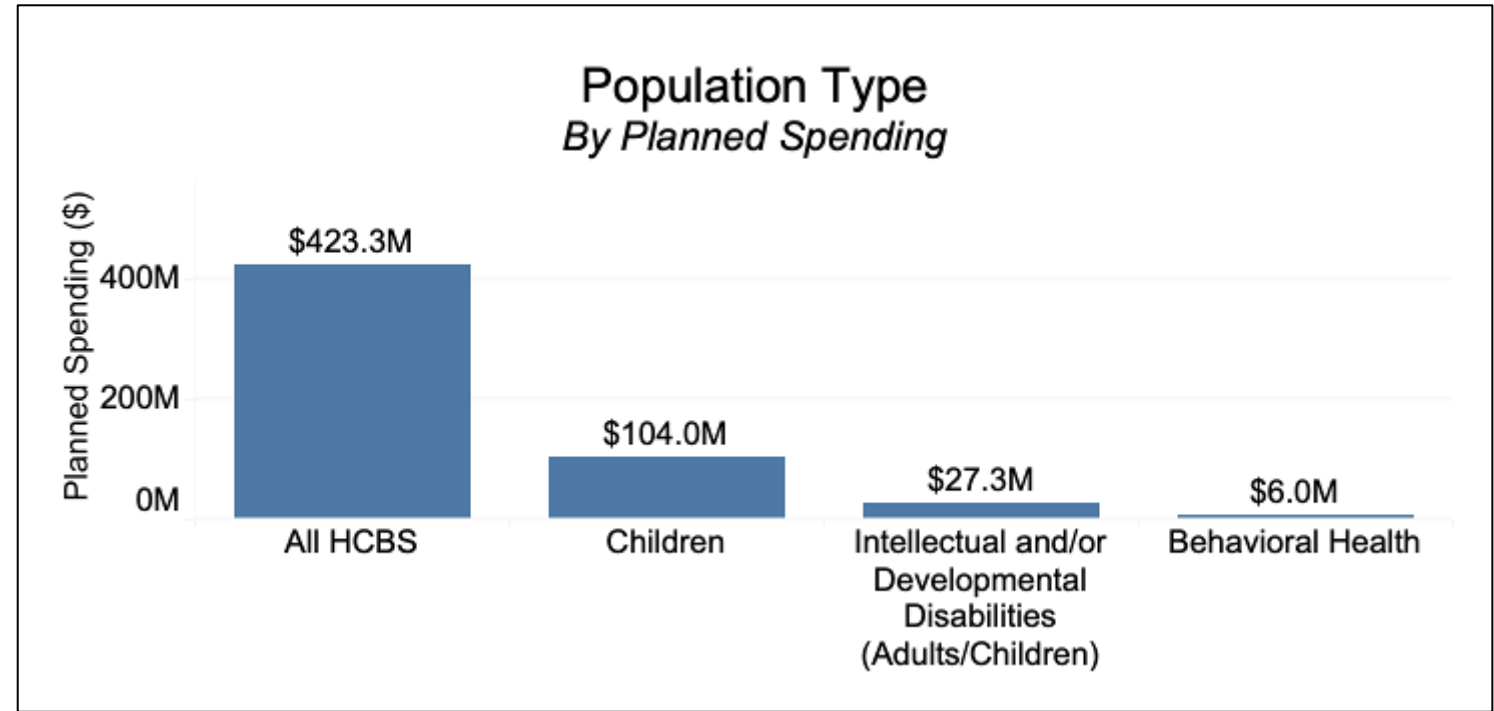 Population Type
By Planned Spending
Planned Spending ($)
400M
200M
0M
$423.3M
$104.0M
$27.3M
$6.0M
All HCBS
Children
Intellectual and/or
Developmental
Disabilities
(Adults/Children)
Behavioral Health